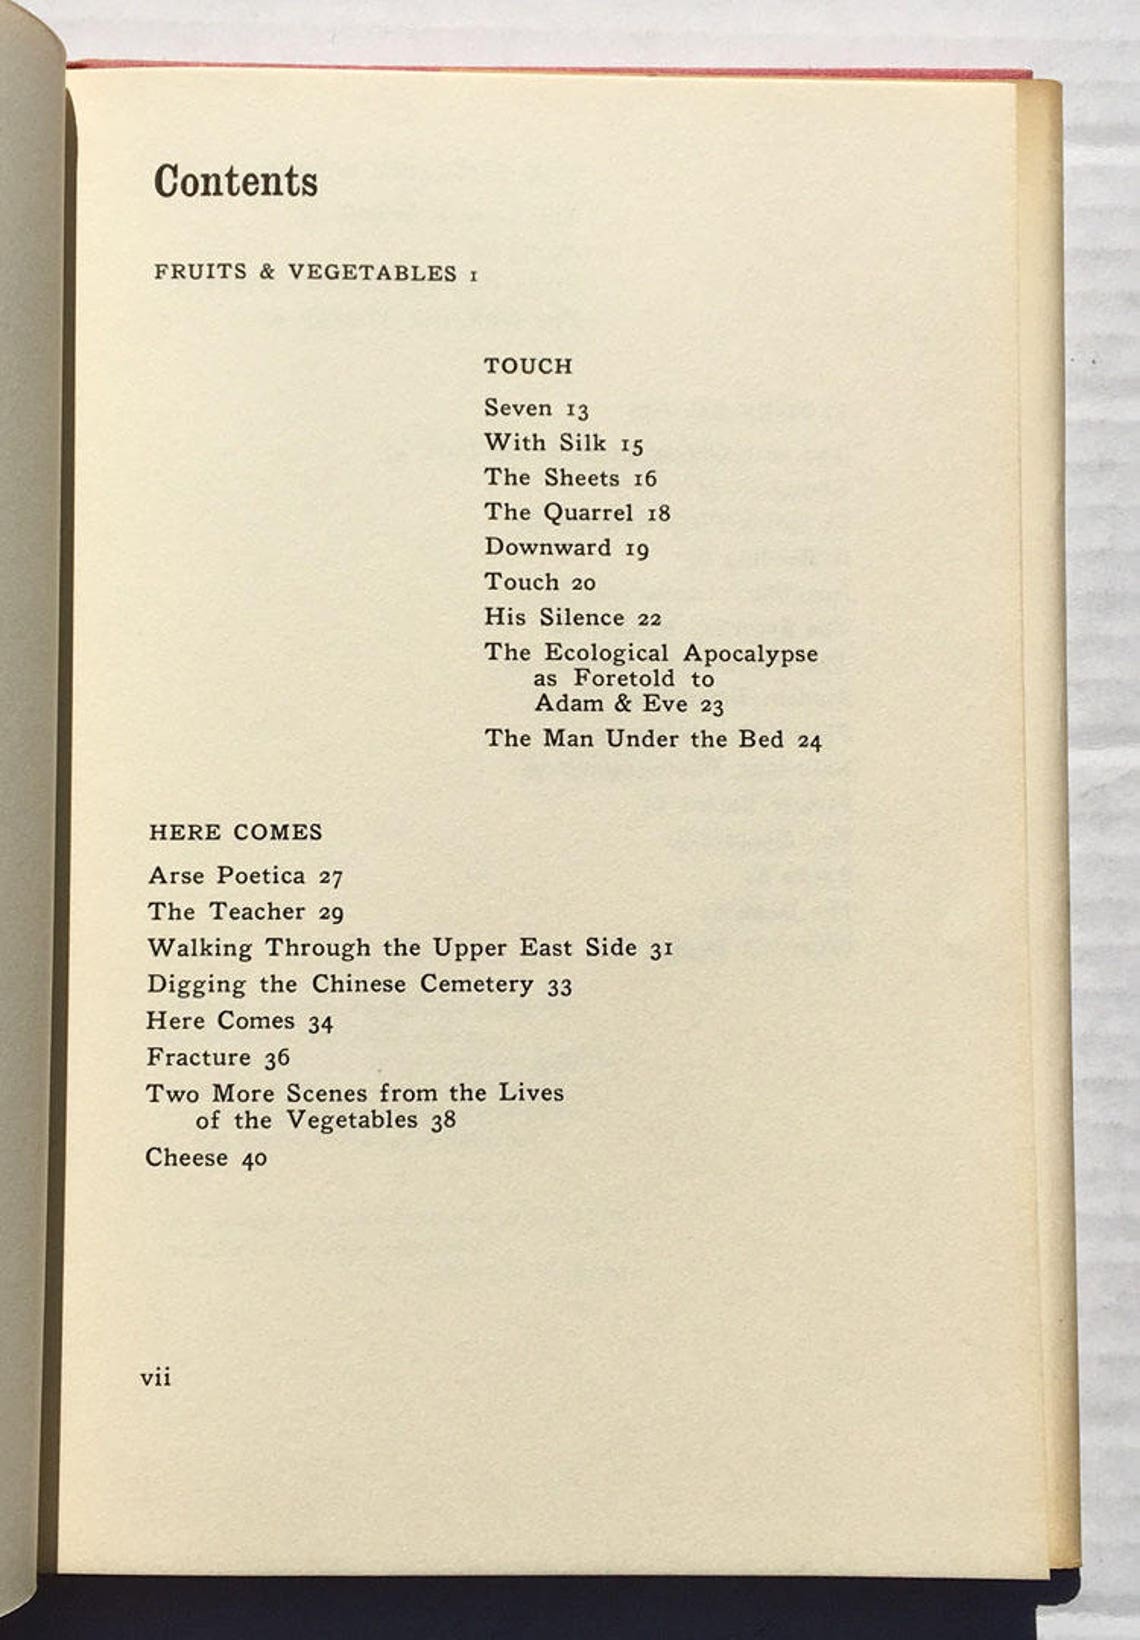 Contents
FRUITS & VEGETABLES 1
TOUCH
Seven 13
With Silk 15
The Sheets 16
The Quarrel 18
Downward 19
Touch 20
His Silence 22
The Ecological Apocalypse
as Foretold to
Adam & Eve 23
The Man Under the Bed 24
HERE COMES
Arse Poetica 27
The Teacher 29
Walking Through the Upper East Side 31
Digging the Chinese Cemetery 33
Here Comes 34
Fracture 36
Two More Scenes from the Lives
of the Vegetables 38
Cheese 40
vii